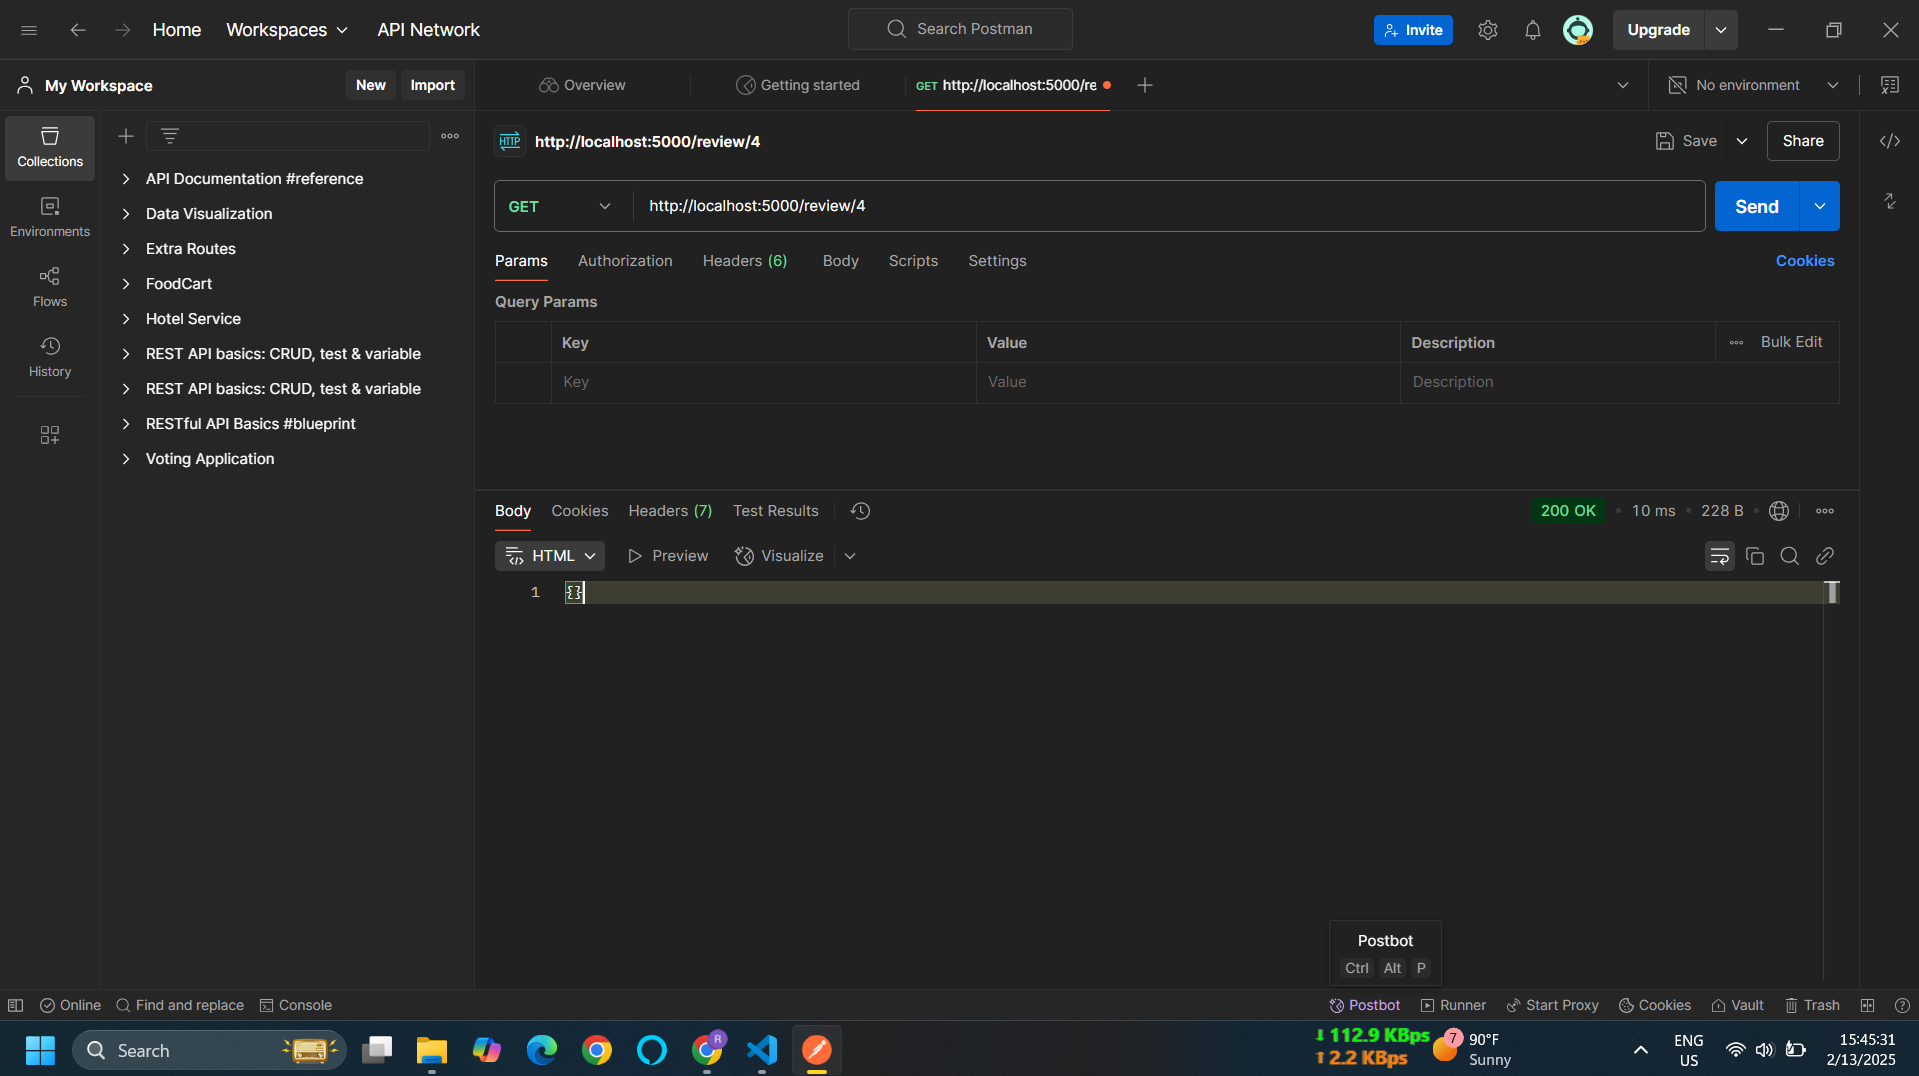 Home
Workspaces
API Network
Search Postman
Invite
Upgrade
My Workspace
New
Import
Overview
Getting started
GET http://localhost:5000/re
No environment
Collections
Environments
Flows
History
API Documentation #reference
Data Visualization
Extra Routes
FoodCart
Hotel Service
REST API basics: CRUD, test & variable
REST API basics: CRUD, test & variable
RESTful API Basics #blueprint
Voting Application
HTTP http://localhost:5000/review/4
Save
Share
GET http://localhost:5000/review/4
Send
Params Authorization Headers (6) Body Scripts Settings
Cookies
Query Params
Key Value Description
Bulk Edit
Key Value Description
Body Cookies Headers (7) Test Results
200 OK • 10 ms • 228 B •
HTML Preview Visualize
1 {}
Postbot
Ctrl Alt P
Online Find and replace Console
Postbot Runner Start Proxy Cookies Vault Trash
Search
R
112.9 KBps
2.2 KBps
7
90°F
Sunny
ENG
US
15:45:31
2/13/2025